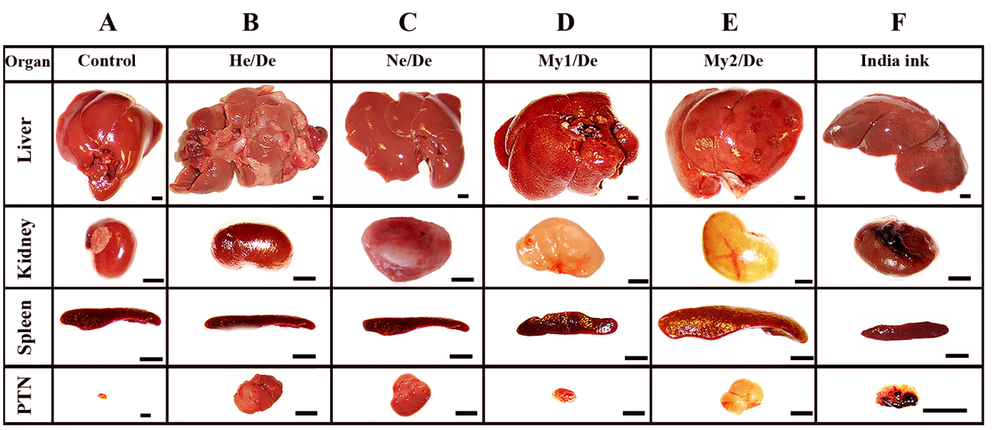 A B C D E F
Organ Control He/De Ne/De My1/De My2/De India ink
Liver
Kidney
Spleen
PTN